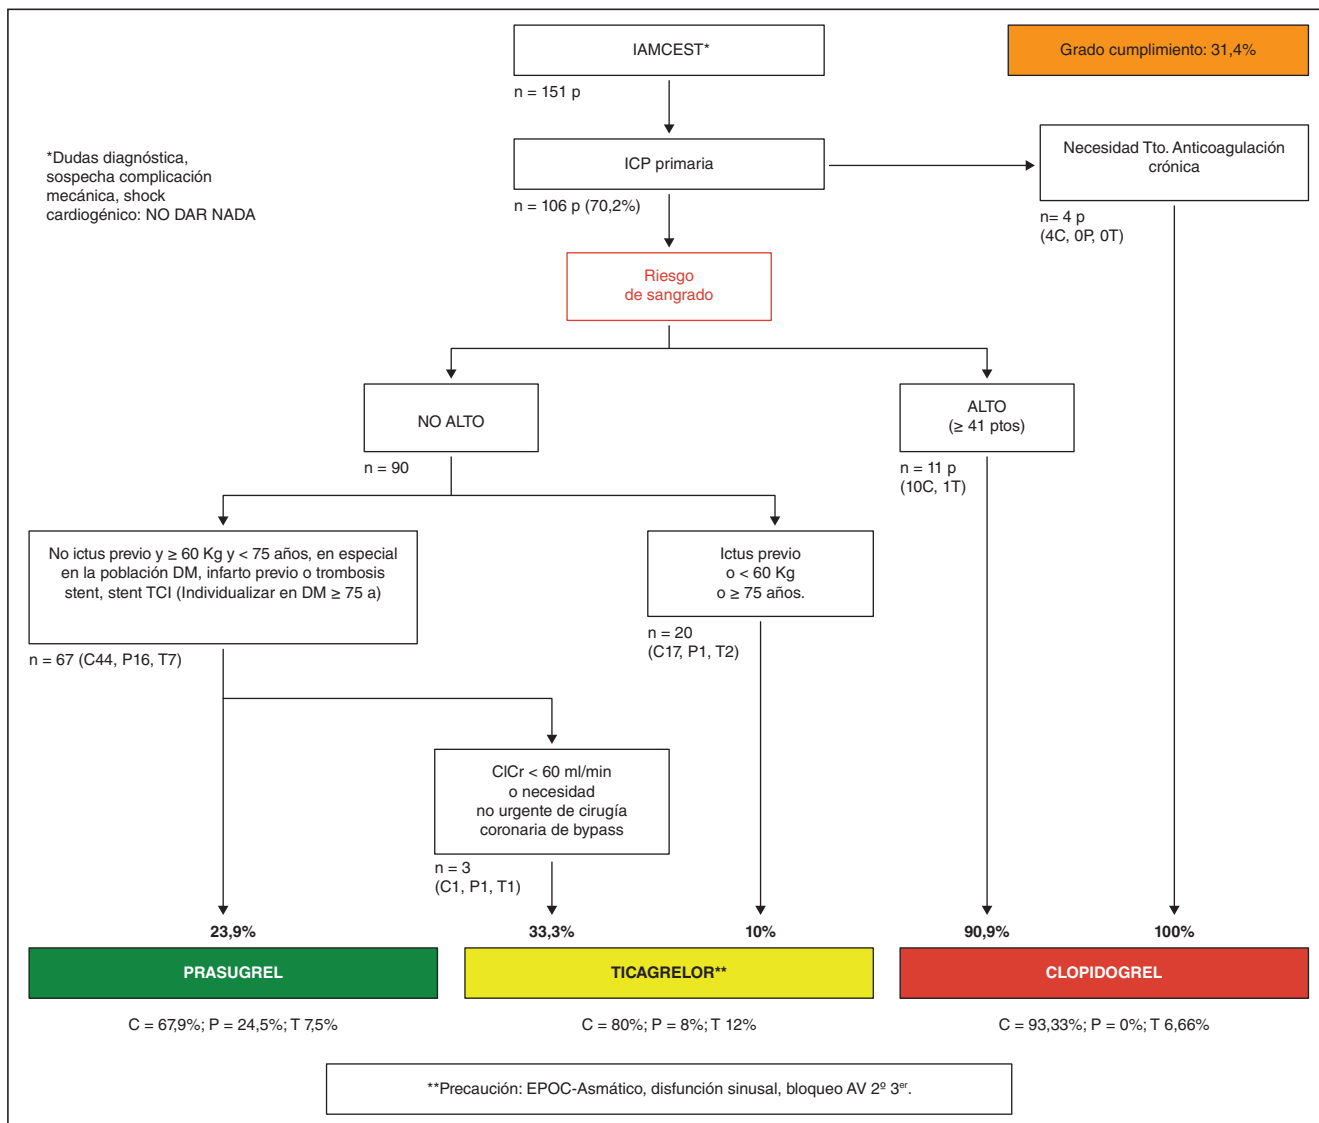 IAMCEST*
Grado cumplimiento: 31,4%
n = 151 p
*Dudas diagnóstica,
sospecha complicación
mecánica, shock
cardiogénico: NO DAR NADA
ICP primaria
Necesidad Tto. Anticoagulación
crónica
n = 106 p (70,2%)
n= 4 p
(4C, 0P, 0T)
Riesgo
de sangrado
NO ALTO
ALTO
(≥ 41 ptos)
n = 90
n = 11 p
(10C, 1T)
No ictus previo y ≥ 60 Kg y < 75 años, en especial
en la población DM, infarto previo o trombosis
stent, stent TCI (Individualizar en DM ≥ 75 a)
Ictus previo
o < 60 Kg
o ≥ 75 años.
n = 67 (C44, P16, T7)
n = 20
(C17, P1, T2)
ClCr < 60 ml/min
o necesidad
no urgente de cirugía
coronaria de bypass
n = 3
(C1, P1, T1)
23,9%
33,3%
10%
90,9%
100%
PRASUGREL
TICAGRELOR**
CLOPIDOGREL
C = 67,9%; P = 24,5%; T 7,5%
C = 80%; P = 8%; T 12%
C = 93,33%; P = 0%; T 6,66%
**Precaución: EPOC-Asmático, disfunción sinusal, bloqueo AV 2º 3er.